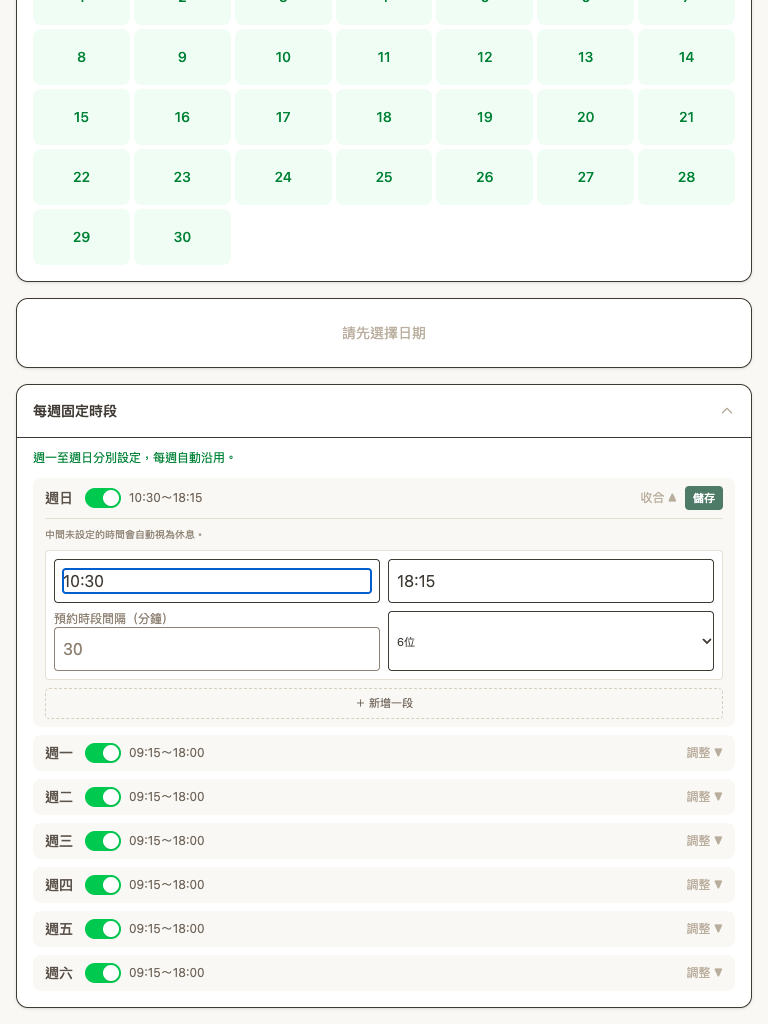 8 9 10 11 12 13 14
15 16 17 18 19 20 21
22 23 24 25 26 27 28
29 30
請先選擇日期
每週固定時段
週一至週日分別設定，每週自動沿用。
週日 10:30～18:15 收合 ▲ 儲存
中間未設定的時間會自動視為休息。
10:30 18:15
預約時段間隔（分鐘）
30 6位
＋ 新增一段
週一 09:15～18:00 調整 ▼
週二 09:15～18:00 調整 ▼
週三 09:15～18:00 調整 ▼
週四 09:15～18:00 調整 ▼
週五 09:15～18:00 調整 ▼
週六 09:15～18:00 調整 ▼